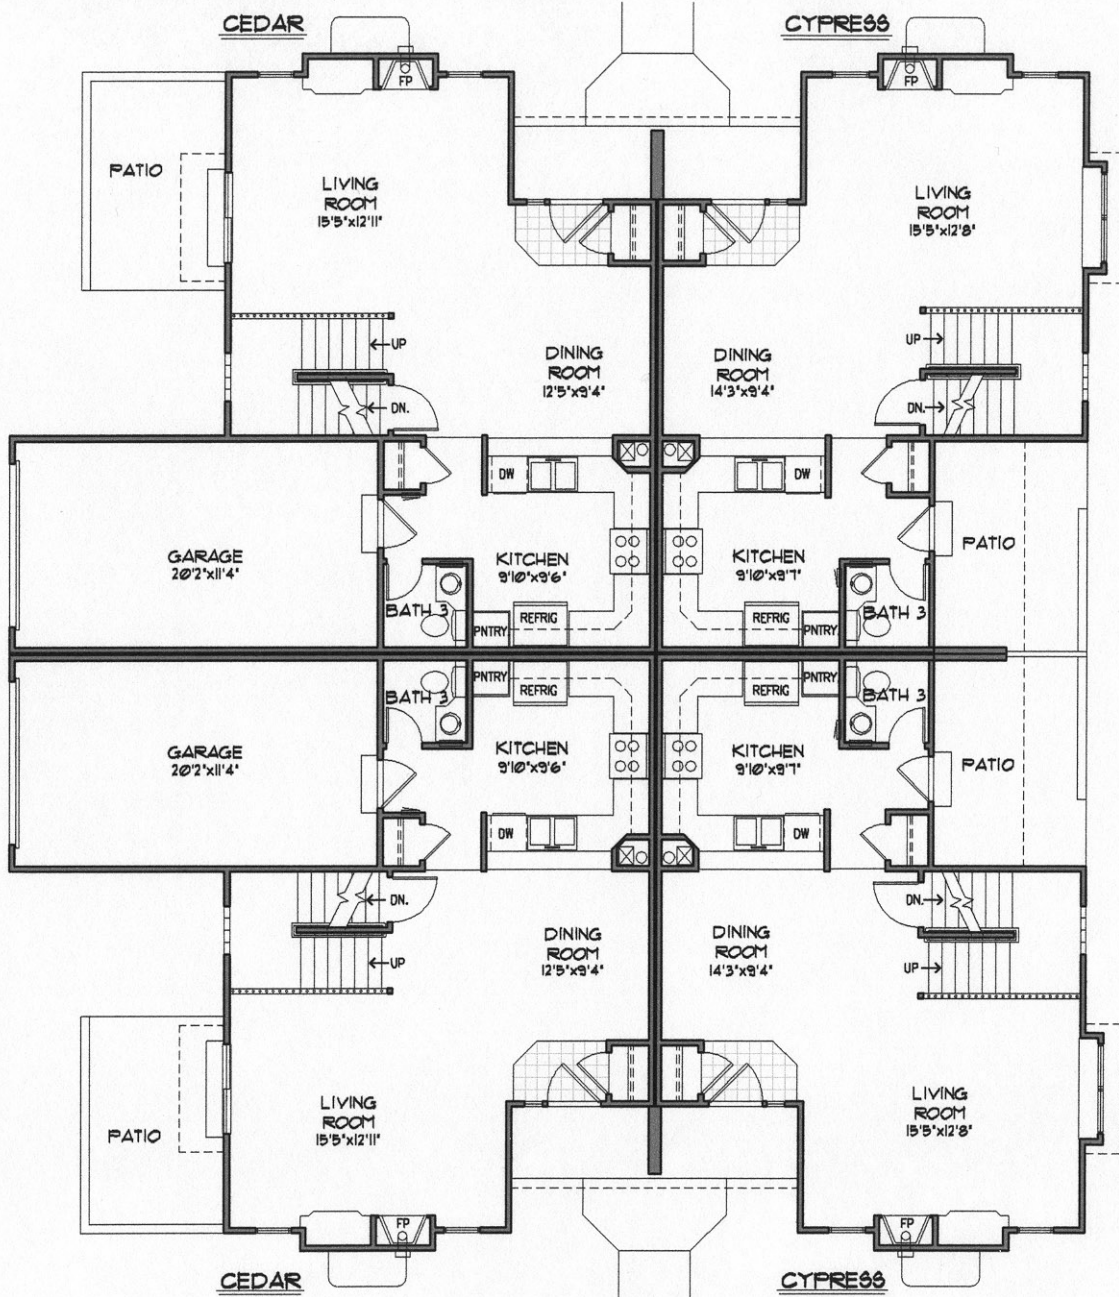 CEDAR
CYPRESS
FP
FP
PATIO
LIVING
ROOM
15'5"x12'11"
LIVING
ROOM
15'5"x12'8"
UP
DINING
ROOM
12'5"x9'4"
DINING
ROOM
14'3"x9'4"
UP
DN.
DN.
DW
DW
GARAGE
20'2"x11'4"
KITCHEN
9'10"x9'6"
KITCHEN
9'10"x9'7"
PATIO
BATH 3
PNTRY
REFRIG
REFRIG
PNTRY.
BATH 3
BATH 3
PNTRY
REFRIG
REFRIG
PNTRY.
BATH 3
GARAGE
20'2"x11'4"
KITCHEN
9'10"x9'6"
KITCHEN
9'10"x9'7"
PATIO
DW
DW
DN.
DN.
UP
DINING
ROOM
12'5"x9'4"
DINING
ROOM
14'3"x9'4"
UP
PATIO
LIVING
ROOM
15'5"x12'11"
LIVING
ROOM
15'5"x12'8"
FP
FP
CEDAR
CYPRESS